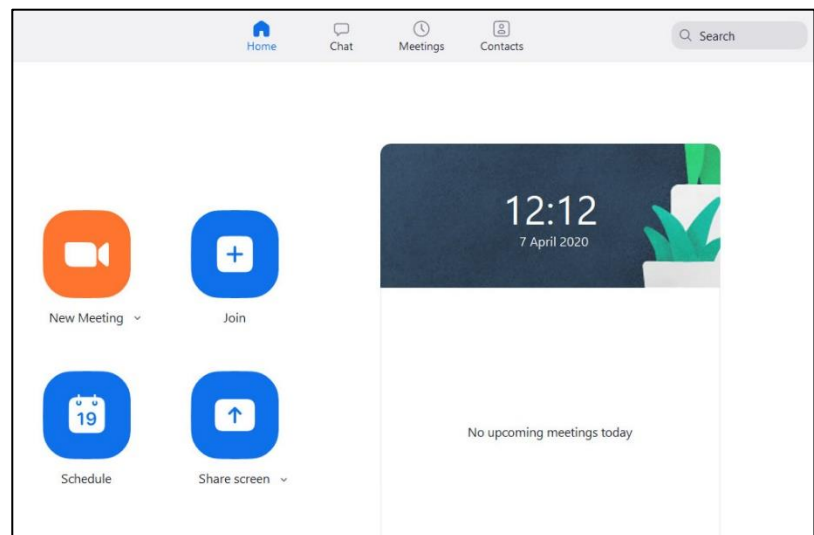 Home
Chat
Meetings
Contacts
Search
12:12
7 April 2020
New Meeting
Join
19
Schedule
Share screen
No upcoming meetings today